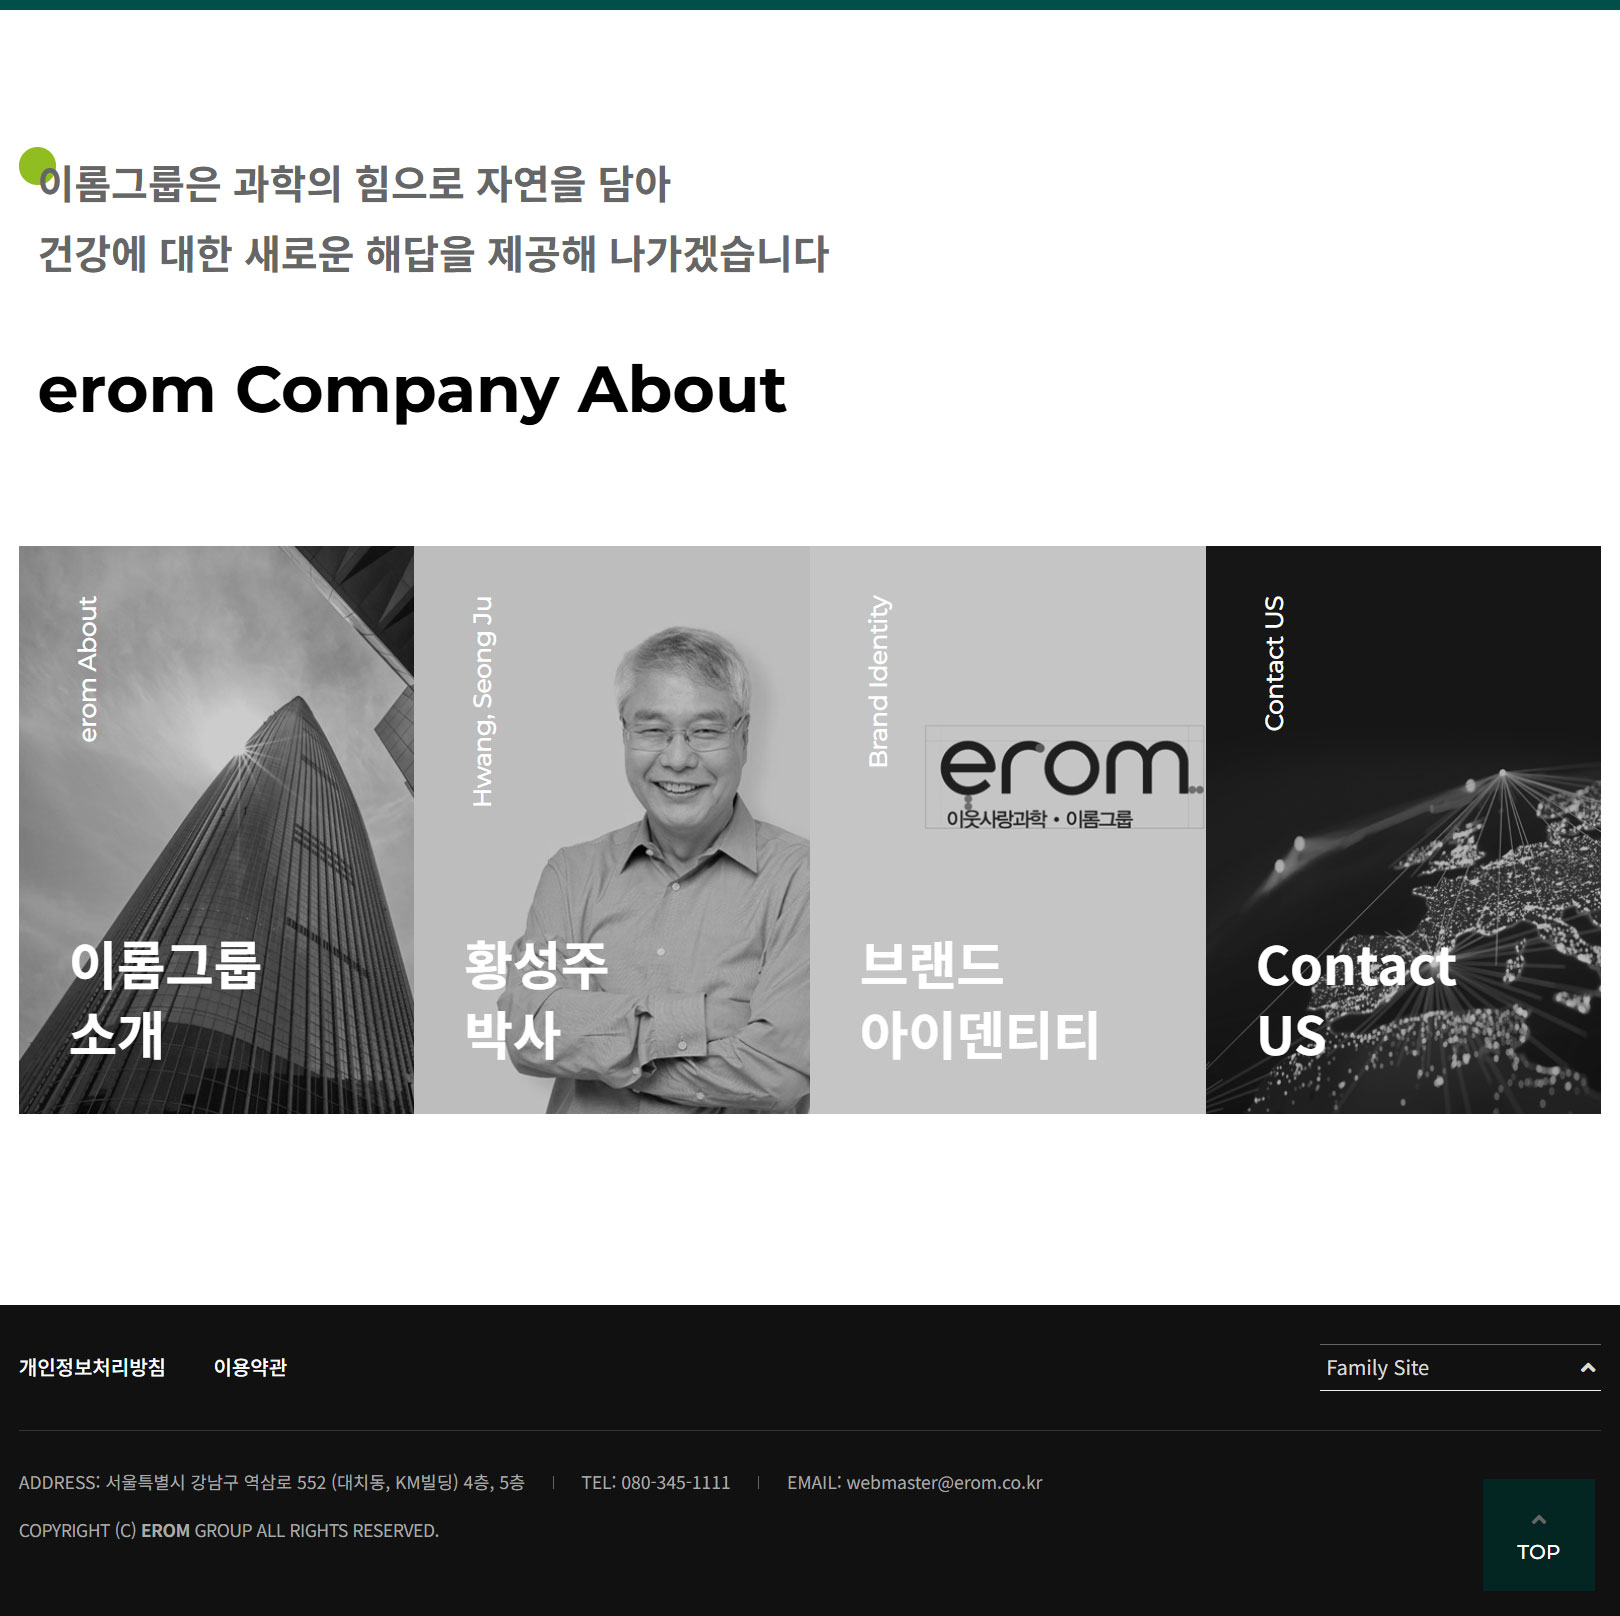 이롬그룹은 과학의 힘으로 자연을 담아
건강에 대한 새로운 해답을 제공해 나가겠습니다
erom Company About
erom About
이롬그룹
소개
Hwang, Seong Ju
황성주
박사
Brand Identity
erom
이웃사랑과학 • 이롬그룹
브랜드
아이덴티티
Contact US
Contact
US
개인정보처리방침 이용약관
Family Site
ADDRESS: 서울특별시 강남구 역삼로 552 (대치동, KM빌딩) 4층, 5층 | TEL: 080-345-1111 | EMAIL: webmaster@erom.co.kr
COPYRIGHT (C) EROM GROUP ALL RIGHTS RESERVED.
TOP